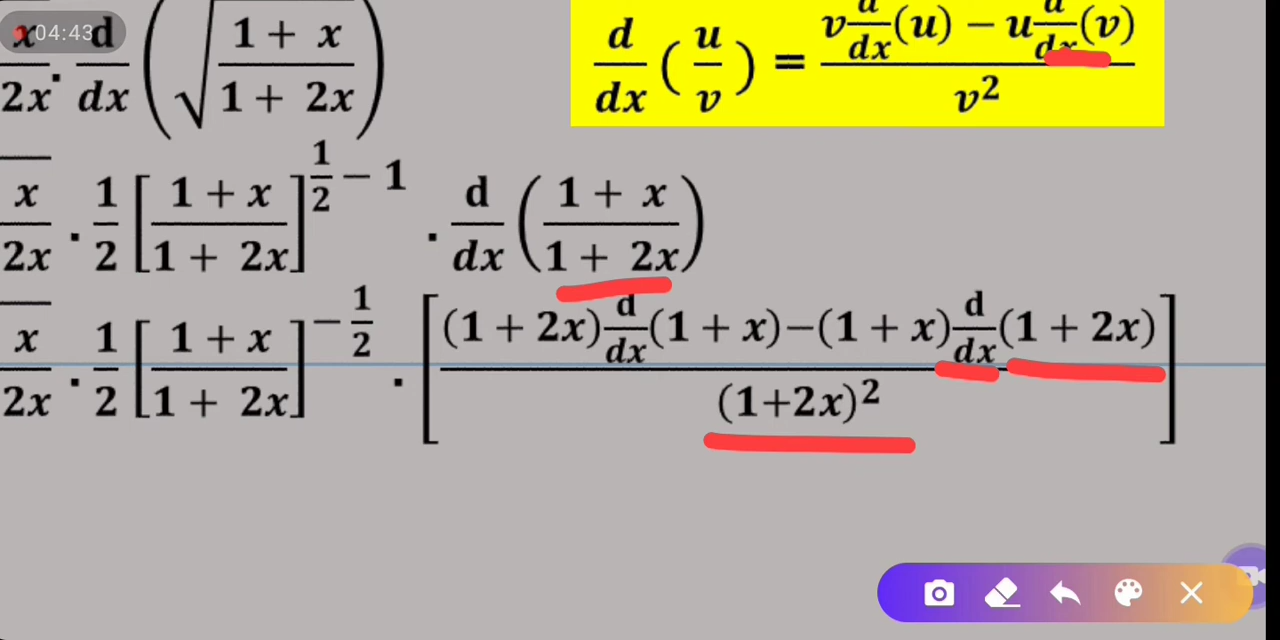 04:43
x/2x · d/dx (√((1 + x)/(1 + 2x)))
d/dx (u/v) = (v d/dx (u) − u d/dx (v))/v²
x/2x · 1/2 [(1 + x)/(1 + 2x)]^(1/2 − 1) · d/dx ((1 + x)/(1 + 2x))
x/2x · 1/2 [(1 + x)/(1 + 2x)]^(−1/2) · [((1 + 2x) d/dx (1 + x) − (1 + x) d/dx (1 + 2x))/(1+2x)²]